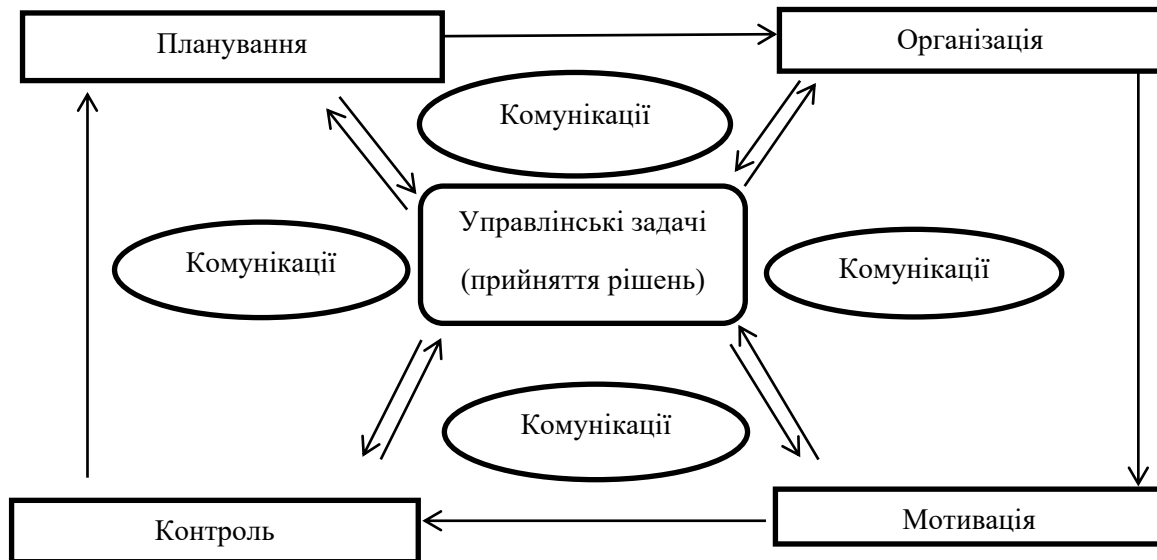 Планування
Організація
Комунікації
Управлінські задачі
(прийняття рішень)
Комунікації
Комунікації
Комунікації
Контроль
Мотивація